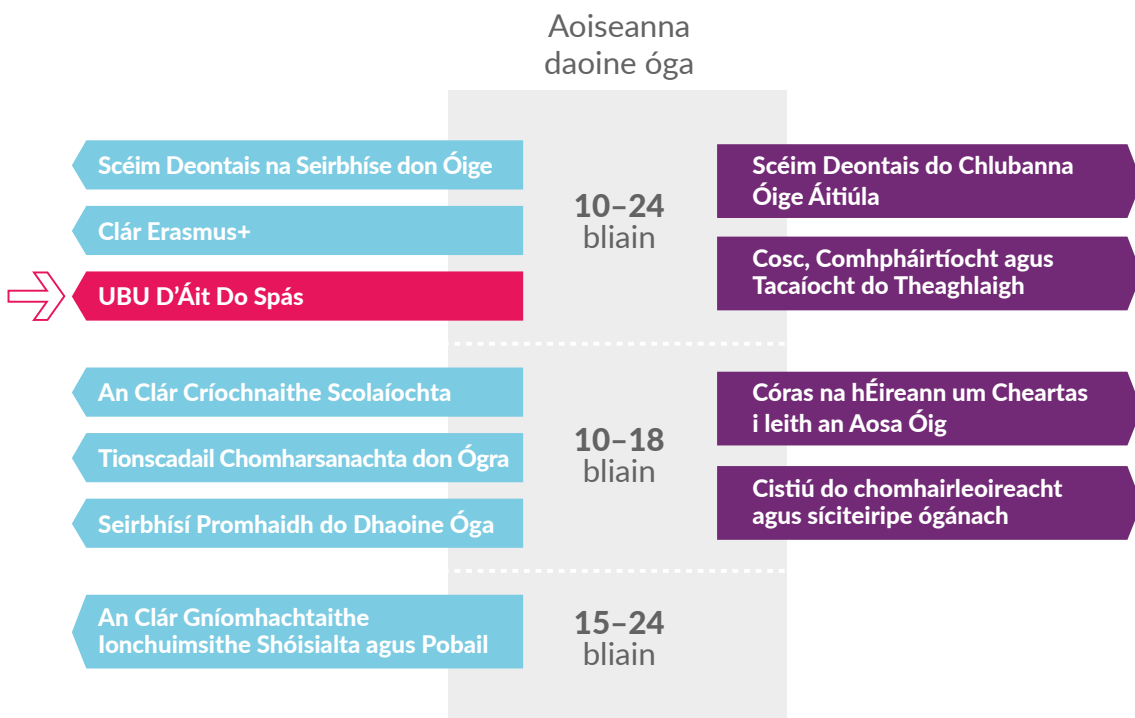 Aoiseanna
daoine óga
Scéim Deontais na Seirbhíse don Óige
Clár Erasmus+
UBU D'Áit Do Spás
10–24
bliain
Scéim Deontais do Chlubanna
Óige Áitiúla
Cosc, Comhpháirtíocht agus
Tacaíocht do Theaghlaigh
An Clár Críochnaithe Scolaíochta
Tionscadail Chomharsanachta don Ógra
Seirbhísí Promhaidh do Dhaoine Óga
10–18
bliain
Córas na hÉireann um Cheartas
i leith an Aosa Óig
Cistiú do chomhairleoireacht
agus síciteiripe ógánach
An Clár Gníomhachtaithe
Ionchuimsithe Shóisialta agus Pobail
15–24
bliain